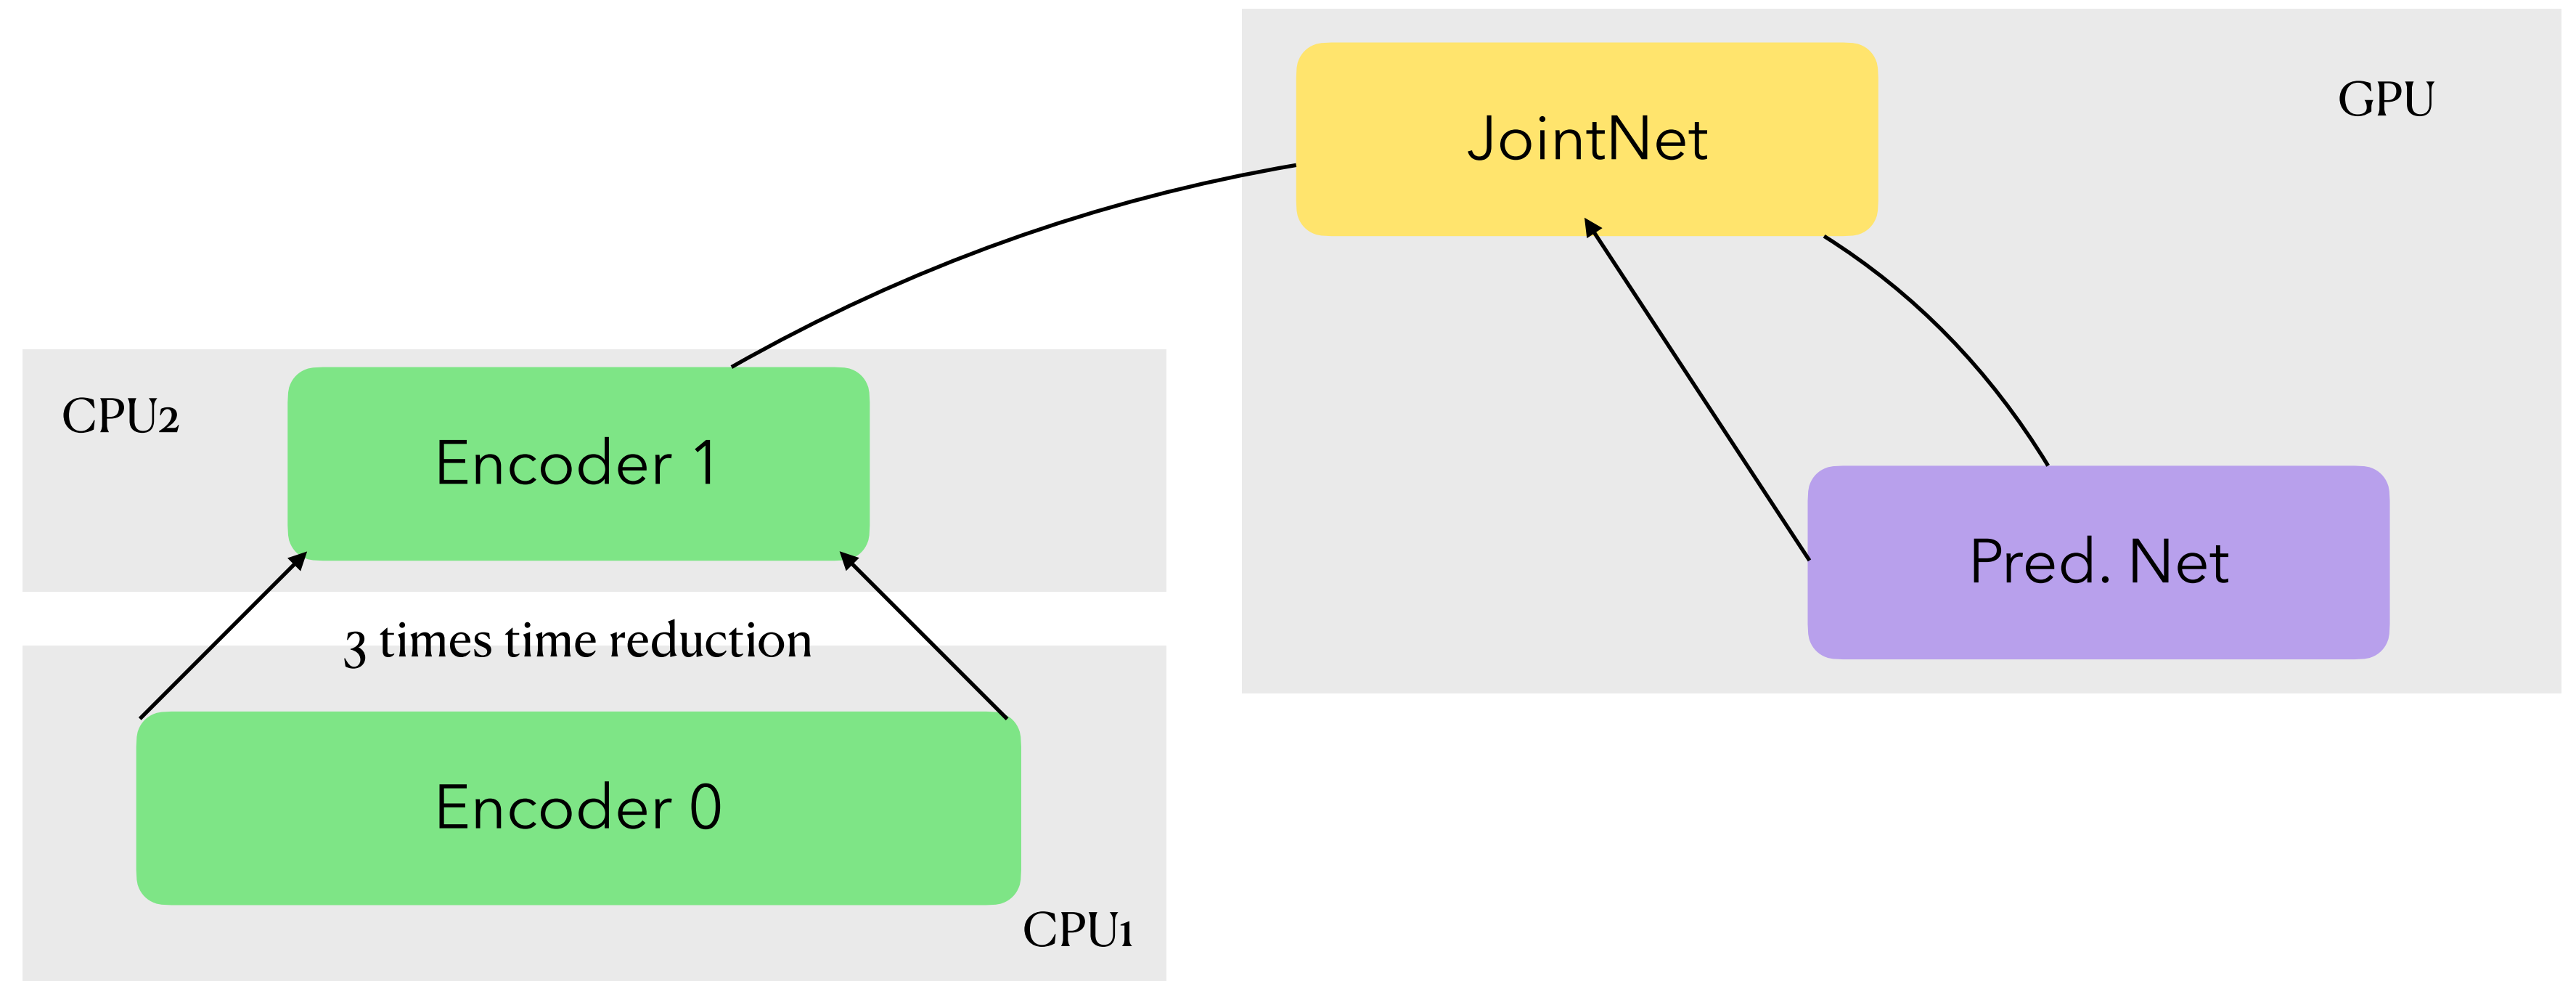 JointNet
GPU
CPU2
Encoder 1
Pred. Net
3 times time reduction
Encoder 0
CPU1